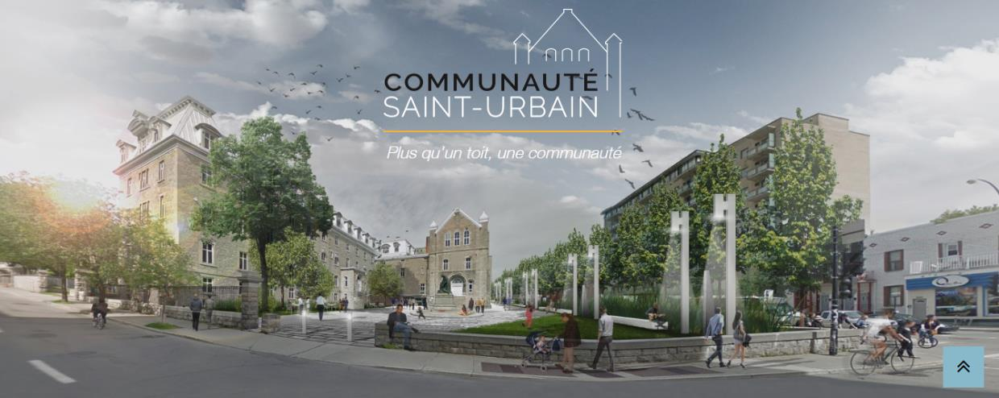 COMMUNAUTÉ
SAINT-URBAIN
Plus qu'un toit, une communauté